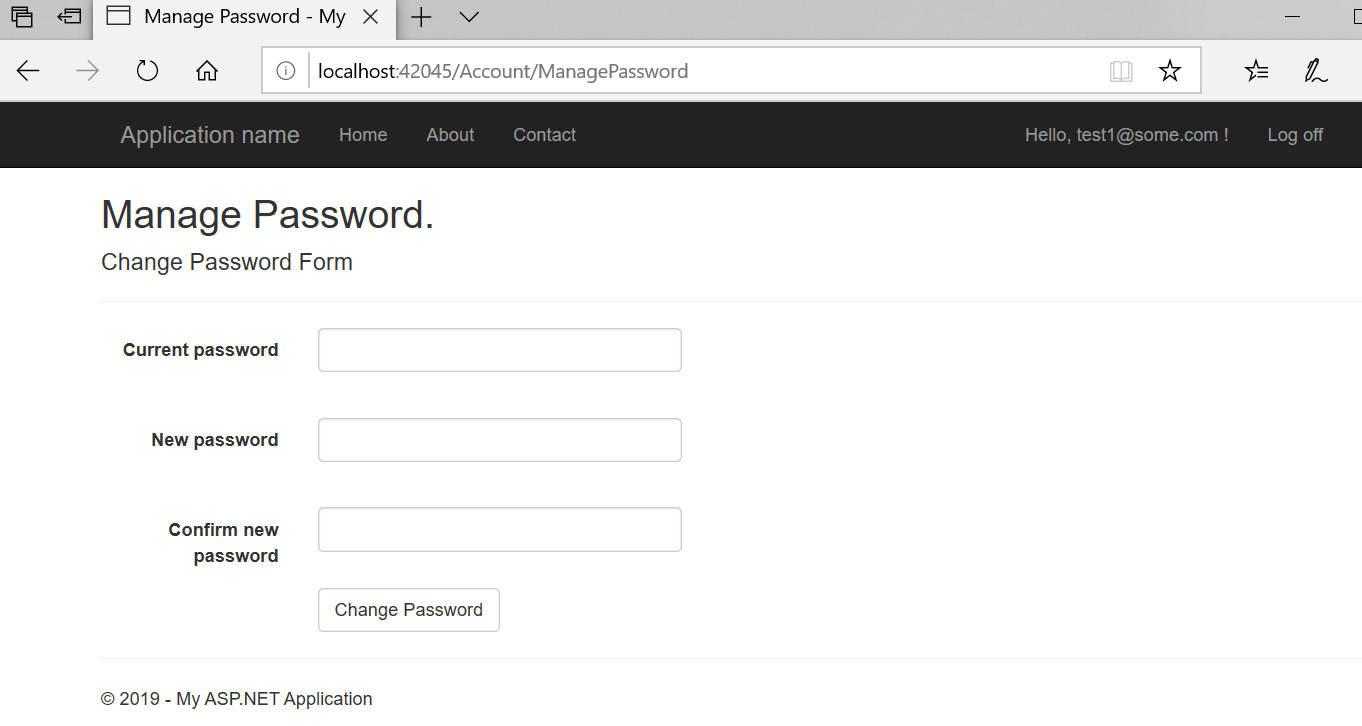 Manage Password - My
localhost:42045/Account/ManagePassword
Application name Home About Contact Hello, test1@some.com ! Log off
Manage Password.
Change Password Form
Current password
New password
Confirm new
password
Change Password
© 2019 - My ASP.NET Application